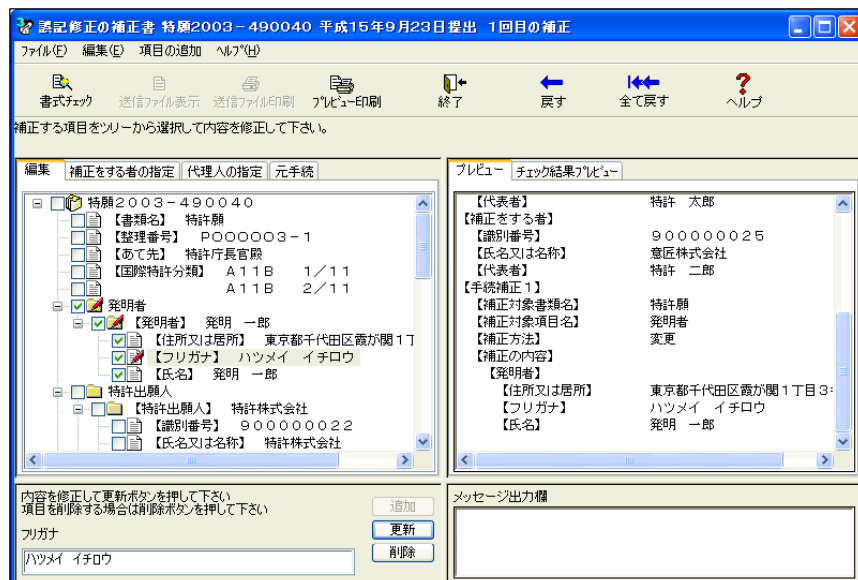 誤記修正の補正書 特願2003-490040 平成15年9月23日提出 1回目の補正
ファイル(F) 編集(E) 項目の追加 ヘルプ(H)
書式チェック 送信ファイル表示 送信ファイル印刷 プレビュー印刷 終了 戻す 全て戻す ヘルプ
補正する項目をツリーから選択して内容を修正して下さい。
編集 補正をする者の指定 代理人の指定 元手続
特願2003-490040
【書類名】 特許願
【整理番号】 P000003-1
【あて先】 特許庁長官殿
【国際特許分類】 A11B 1/11
A11B 2/11
発明者
【発明者】 発明 一郎
【住所又は居所】 東京都千代田区霞が関1丁
【フリガナ】 ハツメイ イチロウ
【氏名】 発明 一郎
特許出願人
【特許出願人】 特許株式会社
【識別番号】 900000022
【氏名又は名称】 特許株式会社
プレビュー チェック結果プレビュー
【代表者】 特許 太郎
【補正をする者】
【識別番号】 900000025
【氏名又は名称】 意匠株式会社
【代表者】 特許 二郎
【手続補正1】
【補正対象書類名】 特許願
【補正対象項目名】 発明者
【補正方法】 変更
【補正の内容】
【発明者】
【住所又は居所】 東京都千代田区霞が関1丁目3
【フリガナ】 ハツメイ イチロウ
【氏名】 発明 一郎
内容を修正して更新ボタンを押して下さい
項目を削除する場合は削除ボタンを押して下さい
フリガナ
ハツメイ イチロウ
追加
更新
削除
メッセージ出力欄